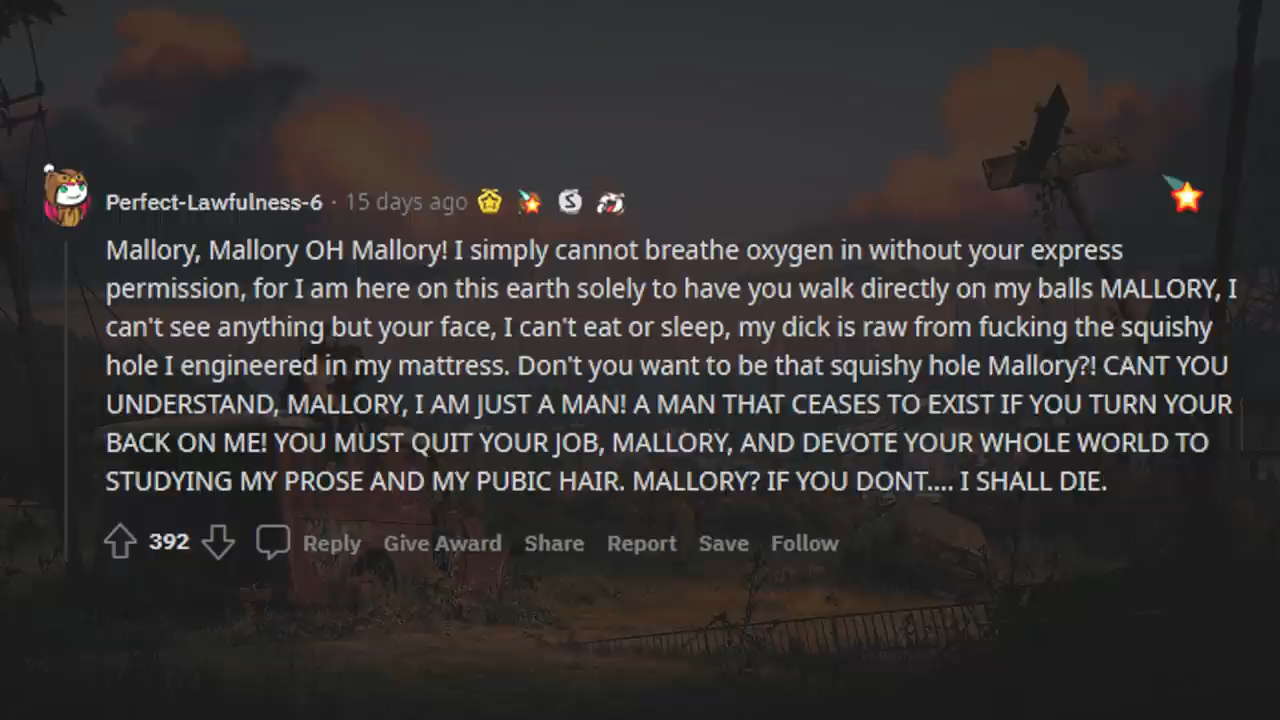 Perfect-Lawfulness-6 · 15 days ago
Mallory, Mallory OH Mallory! I simply cannot breathe oxygen in without your express
permission, for I am here on this earth solely to have you walk directly on my balls MALLORY, I
can't see anything but your face, I can't eat or sleep, my dick is raw from fucking the squishy
hole I engineered in my mattress. Don't you want to be that squishy hole Mallory?! CANT YOU
UNDERSTAND, MALLORY, I AM JUST A MAN! A MAN THAT CEASES TO EXIST IF YOU TURN YOUR
BACK ON ME! YOU MUST QUIT YOUR JOB, MALLORY, AND DEVOTE YOUR WHOLE WORLD TO
STUDYING MY PROSE AND MY PUBIC HAIR. MALLORY? IF YOU DONT.... I SHALL DIE.
392 Reply Give Award Share Report Save Follow